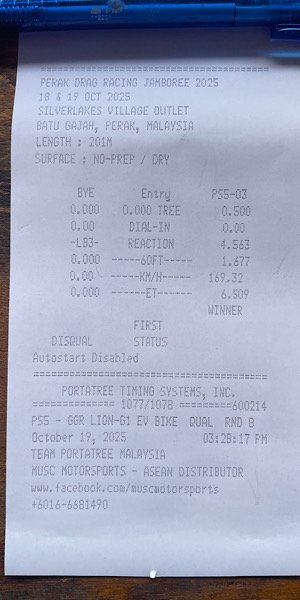 ========================================
PERAK DRAG RACING JAMBOREE 2025
18 & 19 OCT 2025
SILVERLAKES VILLAGE OUTLET
BATU GAJAH, PERAK, MALAYSIA
LENGTH : 201M
SURFACE : NO-PREP / DRY
BYE Entry PS5-03
0.000 0.000 TREE 0.500
0.00 DIAL-IN 0.00
-LB3- REACTION 4.563
0.000 ------60FT----- 1.677
0.00 ------KM/H----- 169.32
0.000 ------ET------ 6.509
WINNER
FIRST
DISQUAL STATUS
Autostart Disabled
========================================
PORTATREE TIMING SYSTEMS, INC.
============== 1077/1078 =========600214
PS5 - GGR LION-G1 EV BIKE QUAL RND 8
October 19, 2025 03:28:17 PM
TEAM PORTATREE MALAYSIA
MUSC MOTORSPORTS - ASEAN DISTRIBUTOR
www.facebook.com/muscmotorsports
+6016-6681490